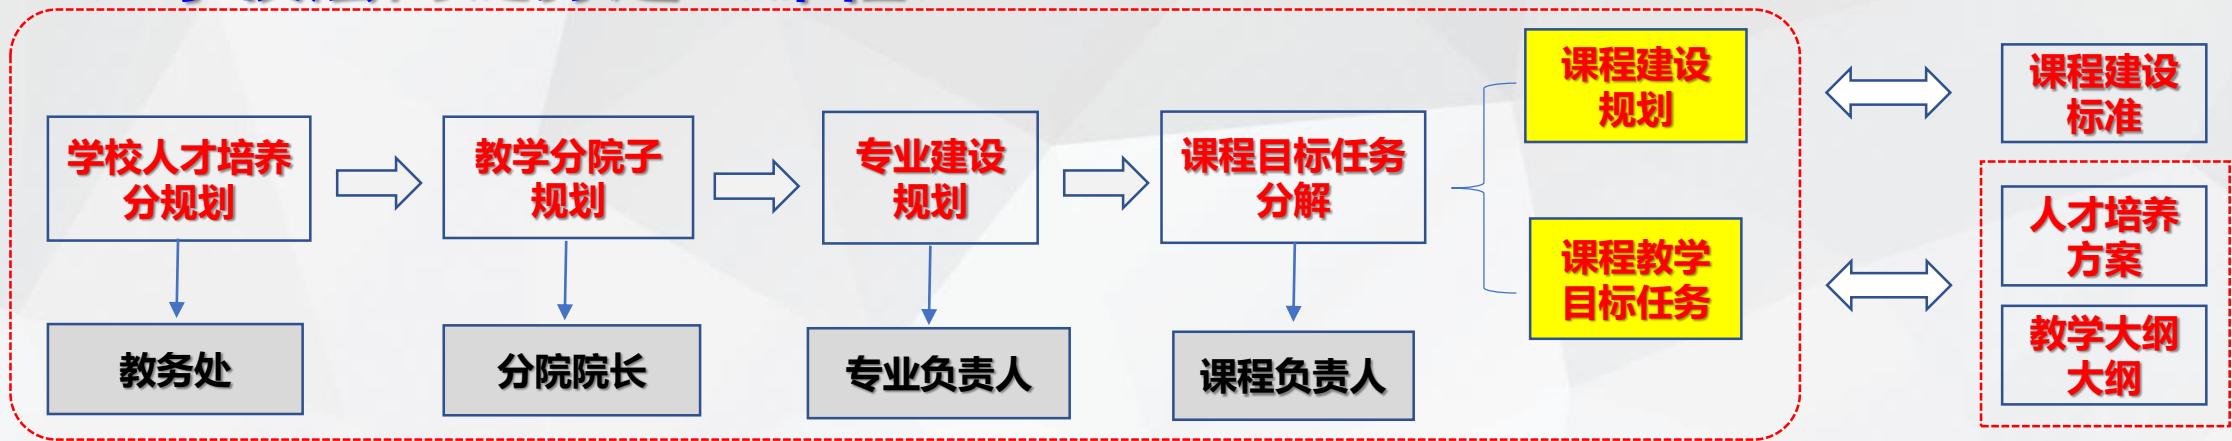 学校人才培养
分规划
教学分院子
规划
专业建设
规划
课程目标任务
分解
课程建设
规划
课程教学
目标任务
课程建设
标准
人才培养
方案
教学大纲
大纲
教务处
分院院长
专业负责人
课程负责人